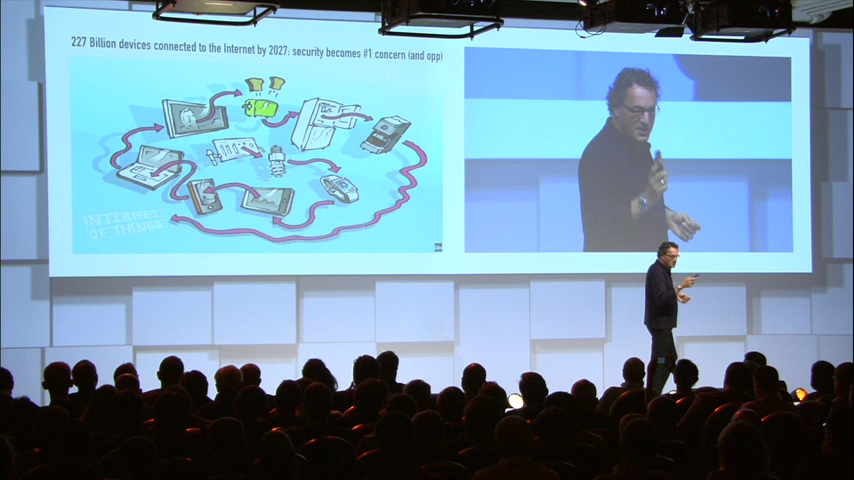 227 Billion devices connected to the Internet by 2027: security becomes #1 concern (and opp)
INTERNET
OF THINGS